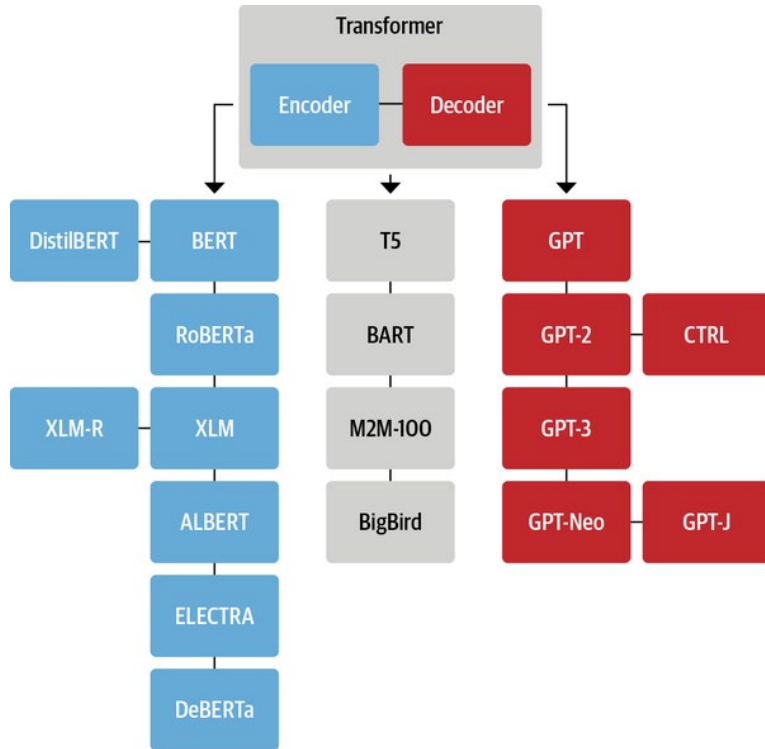 Transformer
Encoder
Decoder
DistilBERT
BERT
T5
GPT
RoBERTa
BART
GPT-2
CTRL
XLM-R
XLM
M2M-100
GPT-3
ALBERT
BigBird
GPT-Neo
GPT-J
ELECTRA
DeBERTa